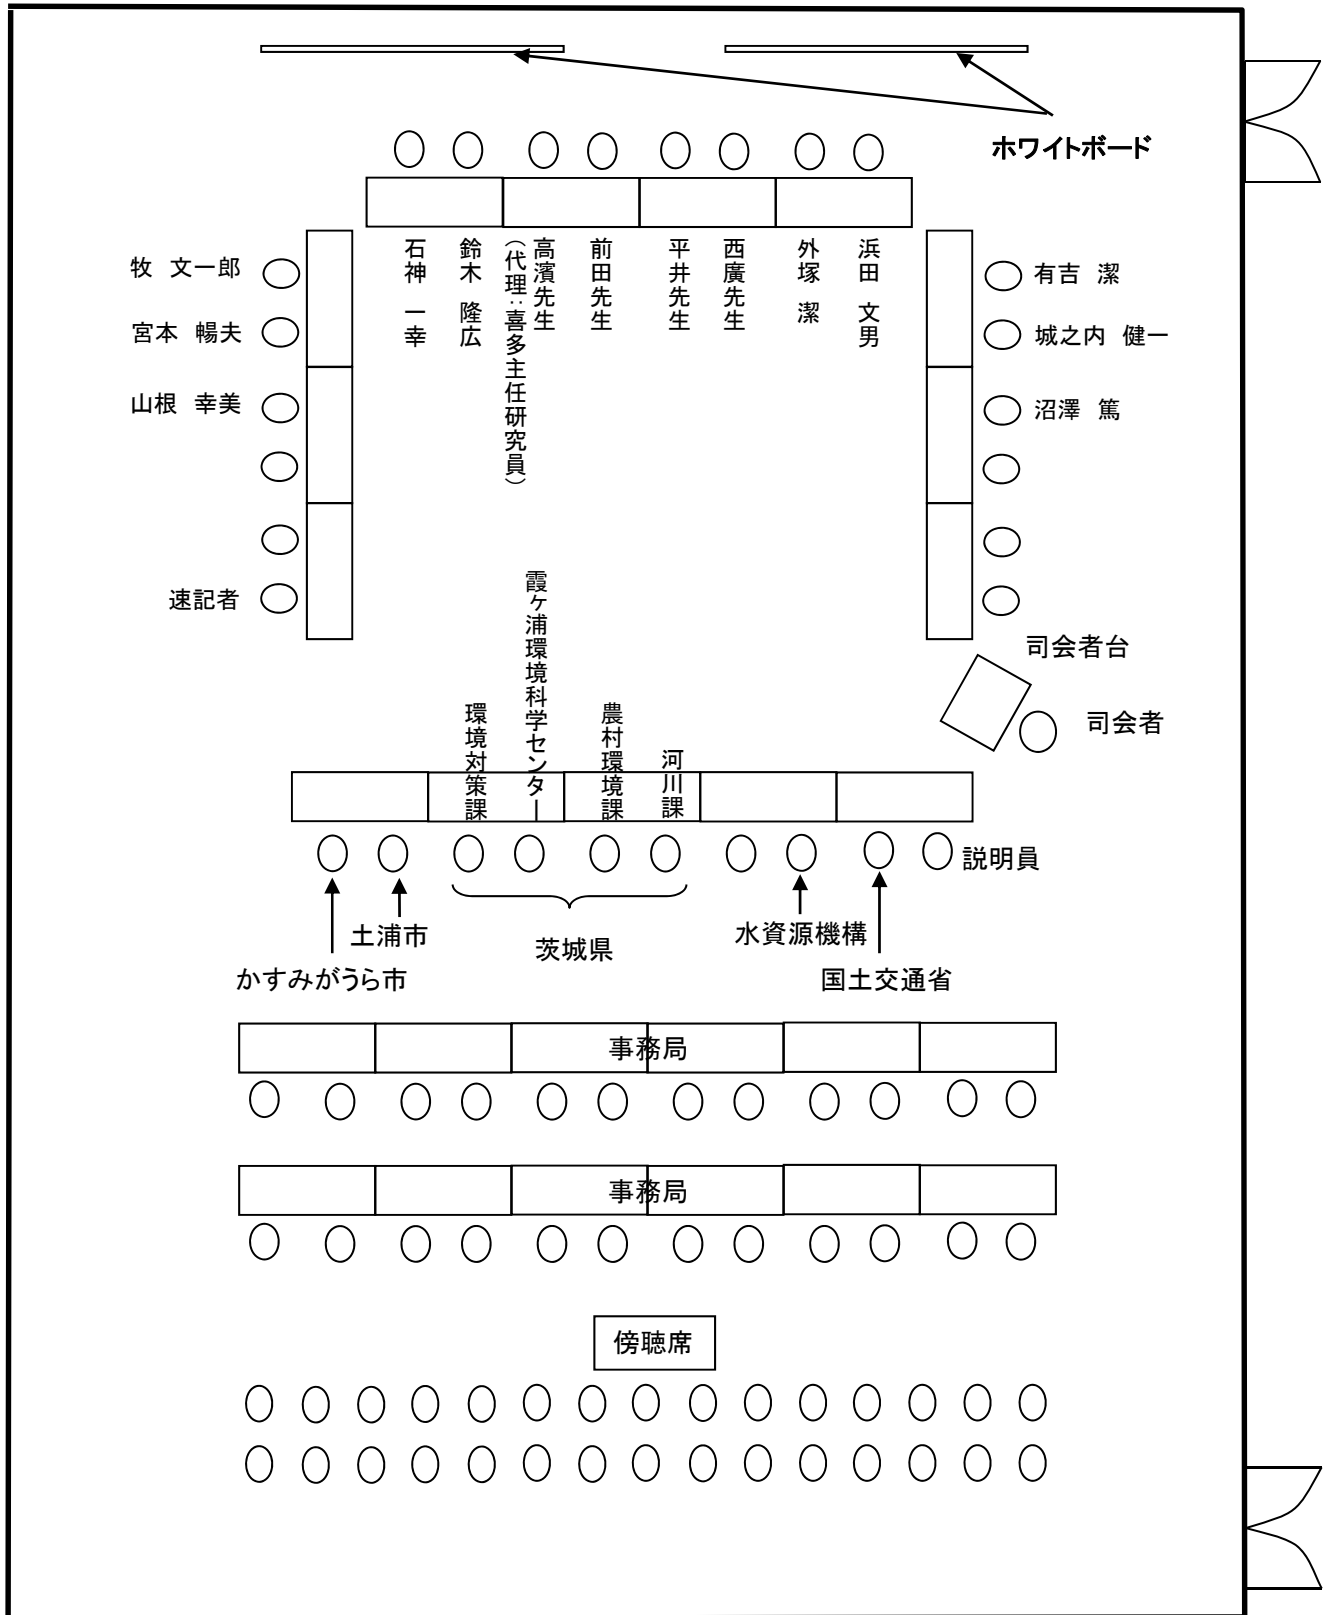 ホワイトボード
石神 一幸
鈴木 隆広
高濱先生
（代理：喜多主任研究員）
前田先生
平井先生
西廣先生
外塚 潔
浜田 文男
牧 文一郎
宮本 暢夫
山根 幸美
速記者
有吉 潔
城之内 健一
沼澤 篤
司会者台
司会者
環境対策課
霞ヶ浦環境科学センター
農村環境課
河川課
説明員
土浦市
かすみがうら市
茨城県
水資源機構
国土交通省
事務局
事務局
傍聴席